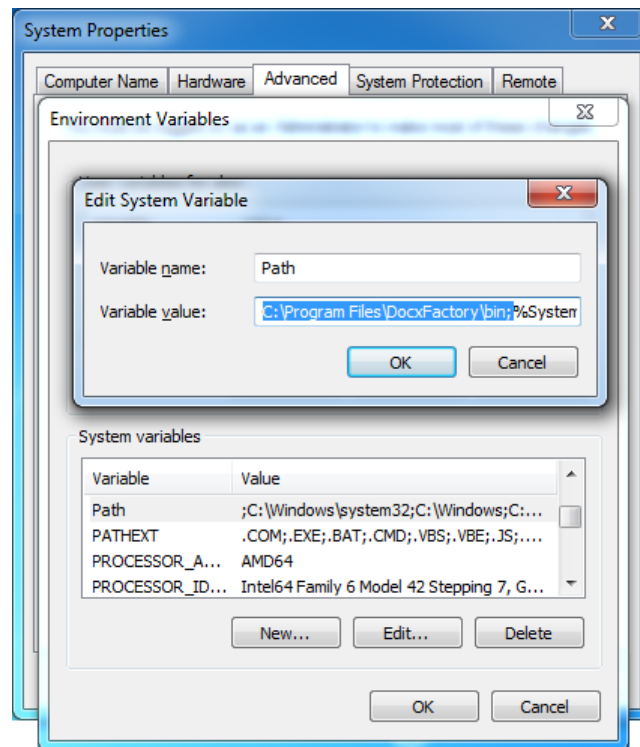 System Properties
Computer Name Hardware Advanced System Protection Remote
Environment Variables
Edit System Variable
Variable name: Path
Variable value: C:\Program Files\DocxFactory\bin;%System
OK Cancel
System variables
Variable Value
Path ;C:\Windows\system32;C:\Windows;C:...
PATHEXT .COM;.EXE;.BAT;.CMD;.VBS;.VBE;.JS;....
PROCESSOR_A... AMD64
PROCESSOR_ID... Intel64 Family 6 Model 42 Stepping 7, G...
New... Edit... Delete
OK Cancel